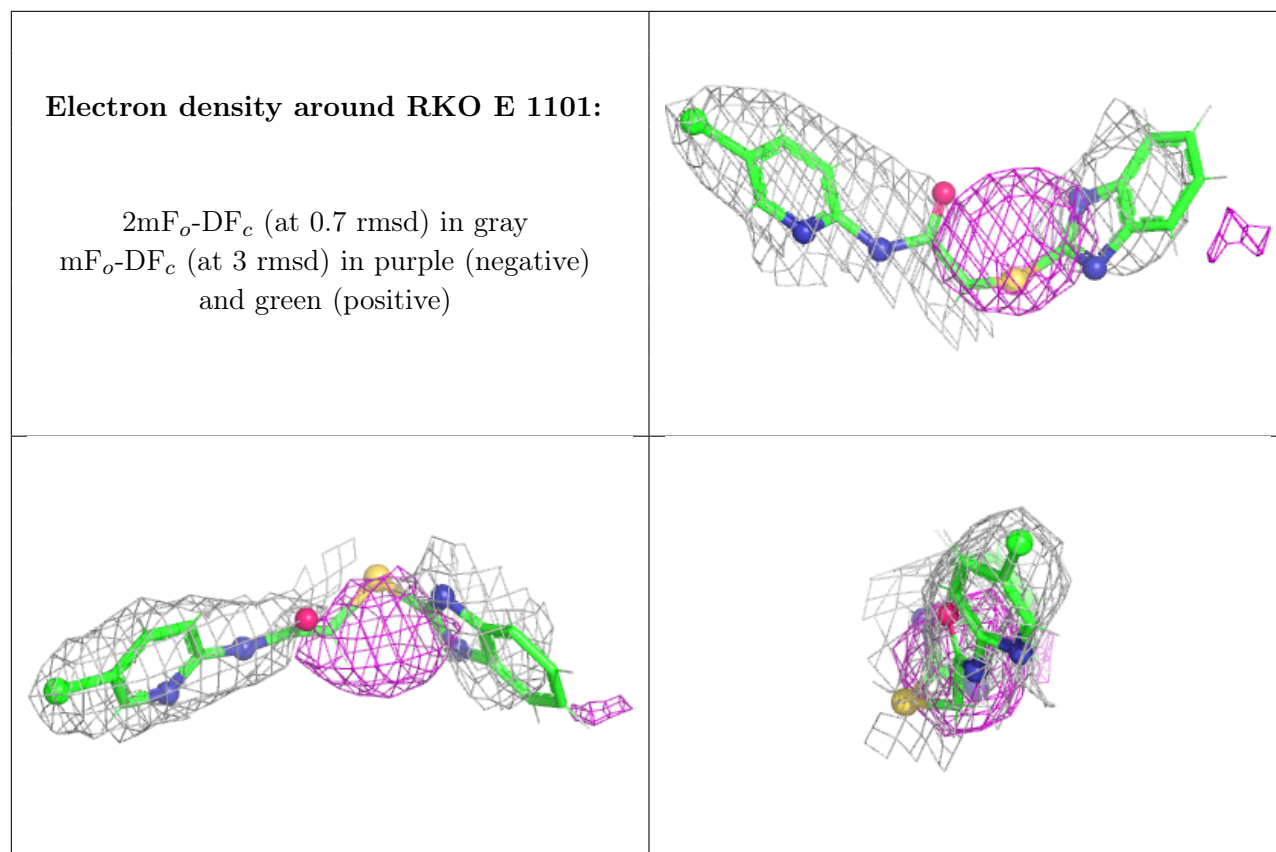 Electron density around RKO E 1101:
2mFo-DFc (at 0.7 rmsd) in gray
mFo-DFc (at 3 rmsd) in purple (negative)
and green (positive)